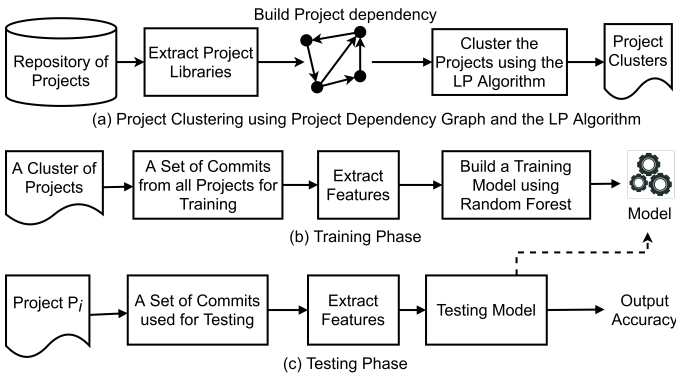 Build Project dependency
Repository of
Projects
Extract Project
Libraries
Cluster the
Projects using the
LP Algorithm
Project
Clusters
(a) Project Clustering using Project Dependency Graph and the LP Algorithm
A Cluster of
Projects
A Set of Commits
from all Projects for
Training
Extract
Features
Build a Training
Model using
Random Forest
Model
(b) Training Phase
Project Pi
A Set of Commits
used for Testing
Extract
Features
Testing Model
Output
Accuracy
(c) Testing Phase